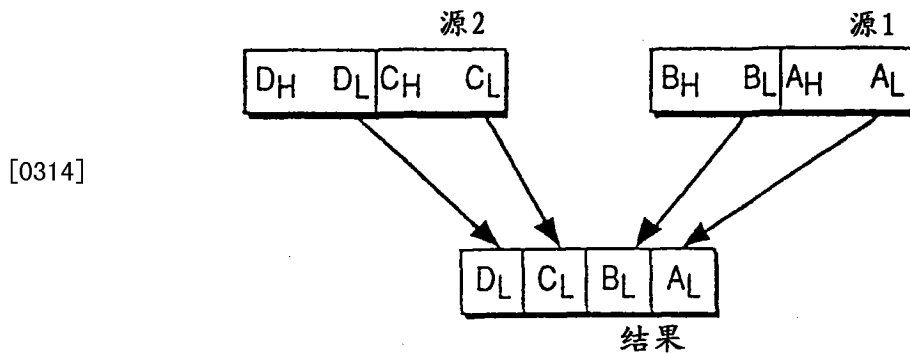 源2 源1
D_H D_L C_H C_L B_H B_L A_H A_L
[0314]
D_L C_L B_L A_L
结果